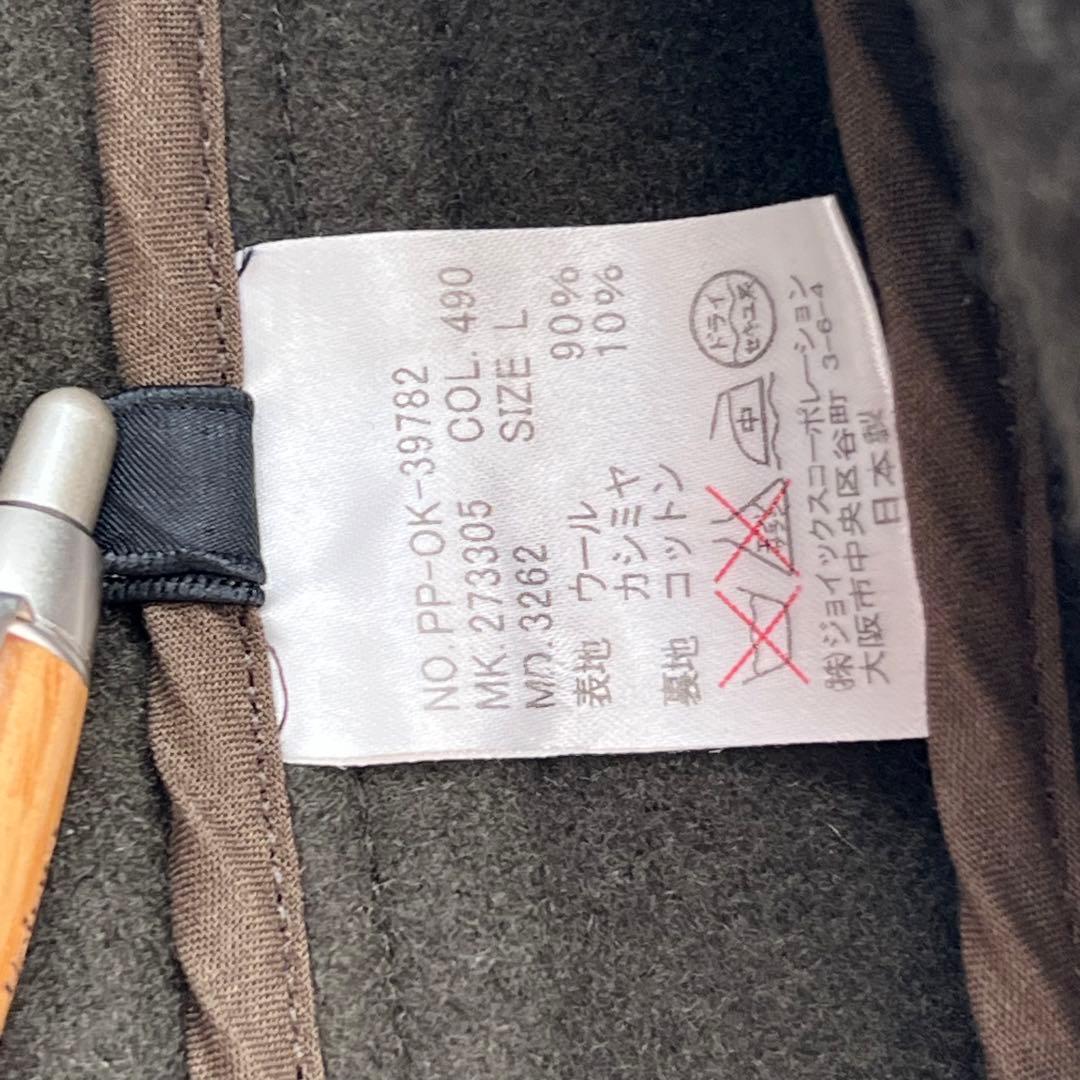 NO.PP-OK-39782
MK.273305 COL. 490
MD.3262 SIZE L
表地 ウール 90%
カシミヤ 10%
裏地 コットン
中 ドライ セキユ系
㈱ジョイックスコーポレーション
大阪市中央区谷町 3-6-4
日本製